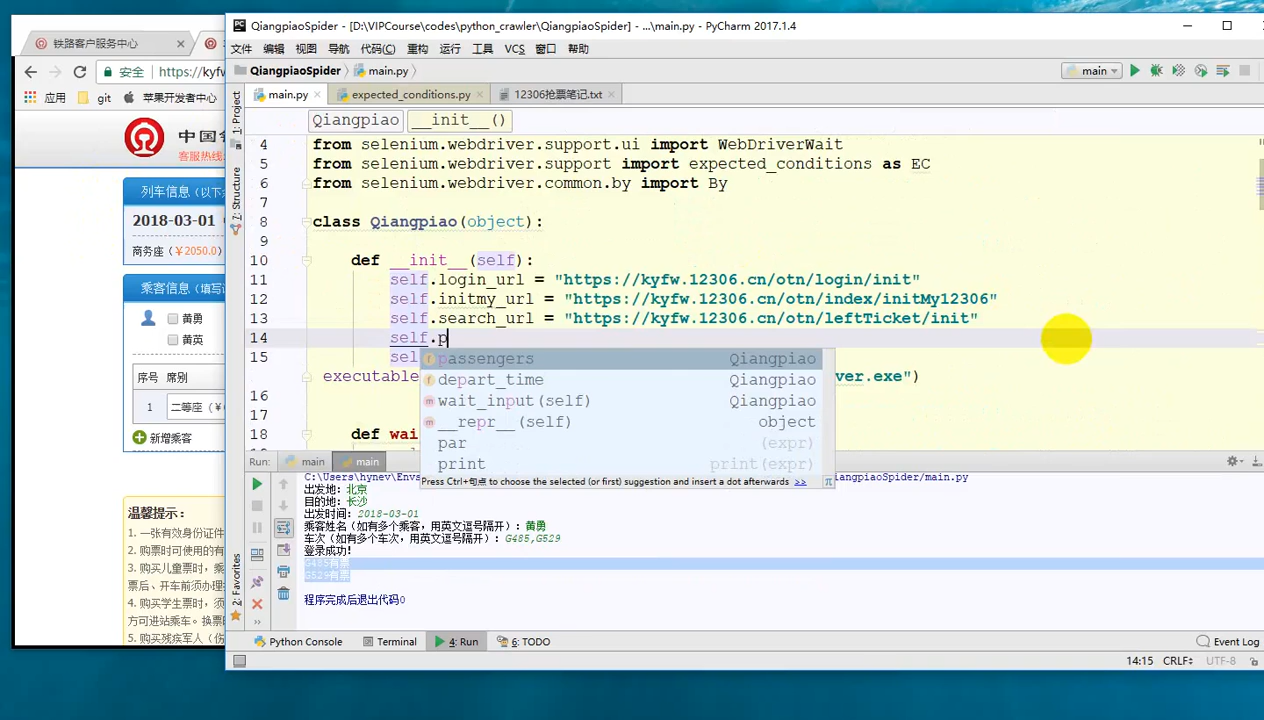 铁路客户服务中心
安全 https://kyfw
应用 git 苹果开发者中心
客服热线
列车信息（以下
2018-03-01
商务座（￥2050.0）
乘客信息（填写
黄勇
黄英
序号 席别
1 二等座（￥
新增乘客
温馨提示：
1. 一张有效身份证件
2. 购票时可使用的有
3. 购买儿童票时，乘
票后、开车前须办理
4. 购买学生票时，须
方可进站乘车。换票
5. 购买残疾军人（伤
QiangpiaoSpider - [D:\VIPCourse\codes\python_crawler\QiangpiaoSpider] - ...\main.py - PyCharm 2017.1.4
文件 编辑 视图 导航 代码(C) 重构 运行 工具 VCS 窗口 帮助
QiangpiaoSpider main.py main
main.py expected_conditions.py 12306抢票笔记.txt
1: Project
7: Structure
2: Favorites
Qiangpiao __init__()
4 from selenium.webdriver.support.ui import WebDriverWait
5 from selenium.webdriver.support import expected_conditions as EC
6 from selenium.webdriver.common.by import By
7
8 class Qiangpiao(object):
9
10 def __init__(self):
11 self.login_url = "https://kyfw.12306.cn/otn/login/init"
12 self.initmy_url = "https://kyfw.12306.cn/otn/index/initMy12306"
13 self.search_url = "https://kyfw.12306.cn/otn/leftTicket/init"
14 self.p
15 sel
executable ver.exe")
16
17
18 def wai
passengers Qiangpiao
depart_time Qiangpiao
wait_input(self) Qiangpiao
__repr__(self) object
par (expr)
print print(expr)
Press Ctrl+句点 to choose the selected (or first) suggestion and insert a dot afterwards >>
Run: main main
C:\Users\hynev\Envs iangpiaoSpider/main.py
出发地：北京
目的地：长沙
出发时间：2018-03-01
乘客姓名（如有多个乘客，用英文逗号隔开）：黄勇
车次（如有多个车次，用英文逗号隔开）：G485,G529
登录成功！
G485有票
G529有票
程序完成后退出代码0
Python Console Terminal 4: Run 6: TODO Event Log
14:15 CRLF UTF-8